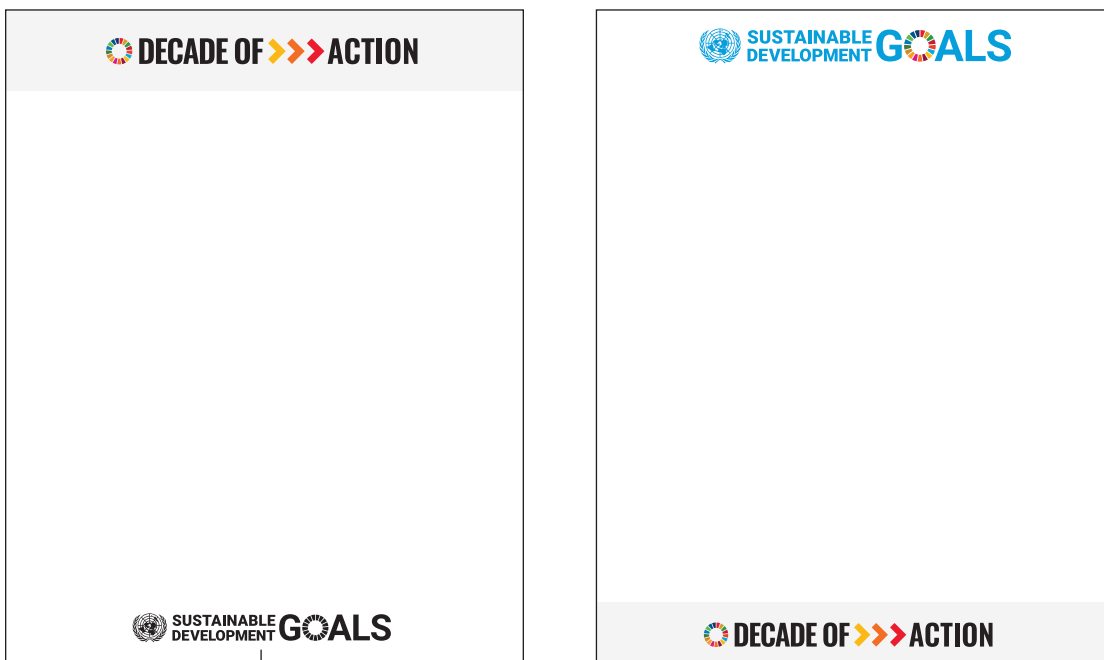 DECADE OF >>> ACTION
SUSTAINABLE
DEVELOPMENT GOALS
SUSTAINABLE
DEVELOPMENT GOALS
DECADE OF >>> ACTION